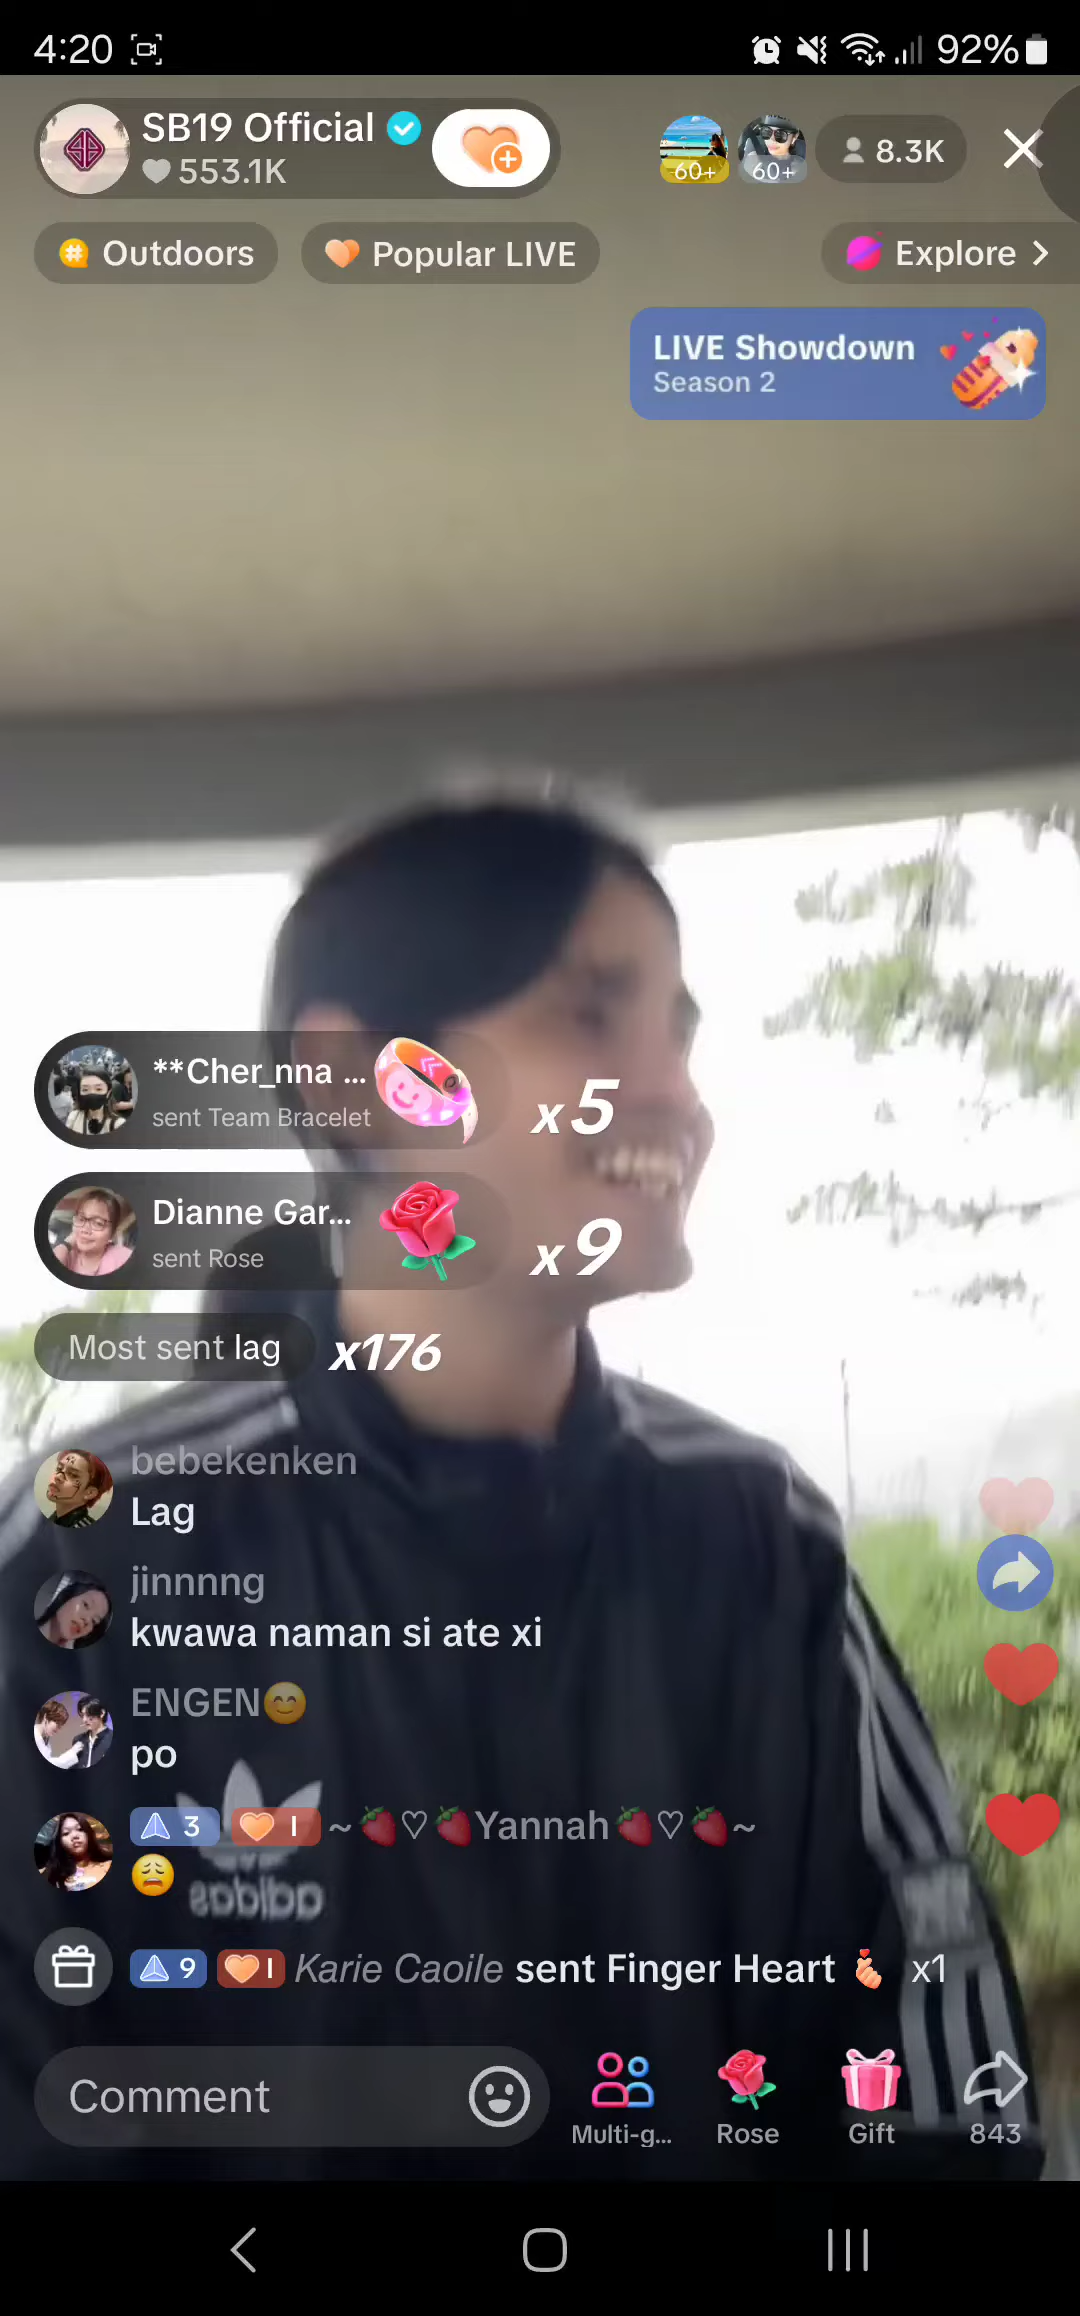 4:20
92%
SB19 Official
553.1K
60+
60+
8.3K
Outdoors
Popular LIVE
Explore >
LIVE Showdown
Season 2
**Cher_nna ...
sent Team Bracelet
x5
Dianne Gar...
sent Rose
x9
Most sent lag
x176
bebekenken
Lag
jinnnng
kwawa naman si ate xi
ENGEN😊
po
3 I ~🍓♡🍓Yannah🍓♡🍓~
😩
adidas
9 I Karie Caoile sent Finger Heart 🫰 x1
Comment
Multi-g...
Rose
Gift
843